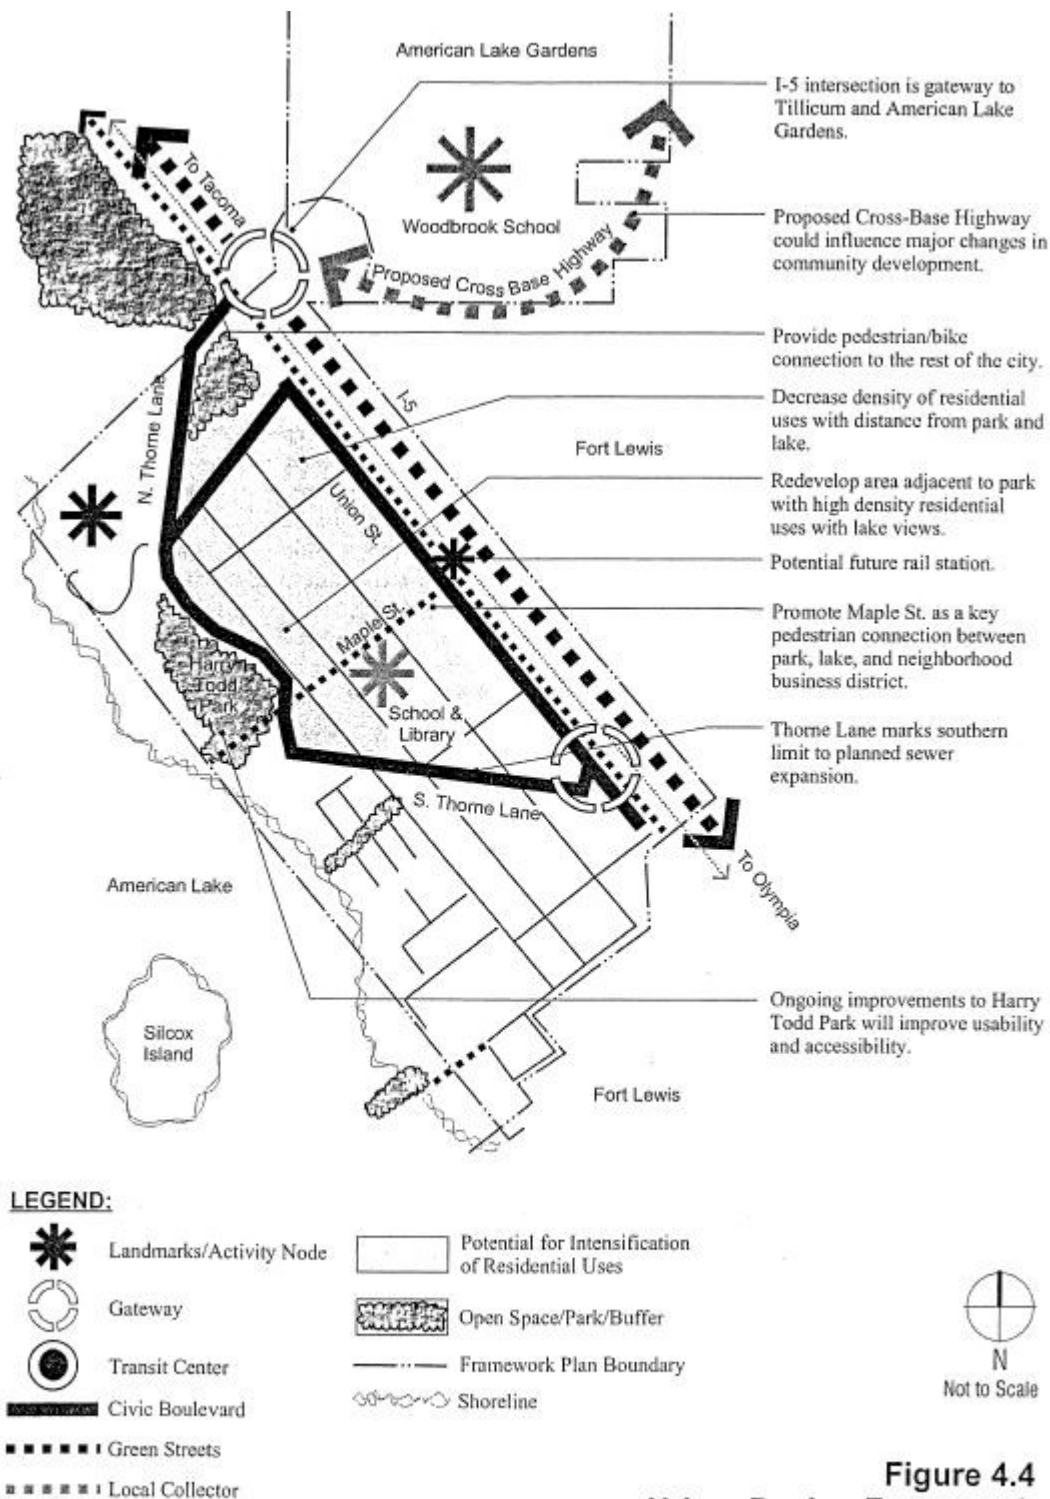 American Lake Gardens
I-5 intersection is gateway to
Tillicum and American Lake
Gardens.
To Tacoma
Woodbrook School
Proposed Cross Base Highway
Proposed Cross-Base Highway
could influence major changes in
community development.
Provide pedestrian/bike
connection to the rest of the city.
N. Thorne Lane
I-5
Decrease density of residential
uses with distance from park and
lake.
Fort Lewis
Union St.
Redevelop area adjacent to park
with high density residential
uses with lake views.
Potential future rail station.
Maple St.
Promote Maple St. as a key
pedestrian connection between
park, lake, and neighborhood
business district.
Harry
Todd
Park
School &
Library
Thorne Lane marks southern
limit to planned sewer
expansion.
S. Thorne Lane
To Olympia
American Lake
Silcox
Island
Ongoing improvements to Harry
Todd Park will improve usability
and accessibility.
Fort Lewis
LEGEND:
Landmarks/Activity Node
Gateway
Transit Center
Civic Boulevard
Green Streets
Local Collector
Potential for Intensification
of Residential Uses
Open Space/Park/Buffer
Framework Plan Boundary
Shoreline
N
Not to Scale
Figure 4.4